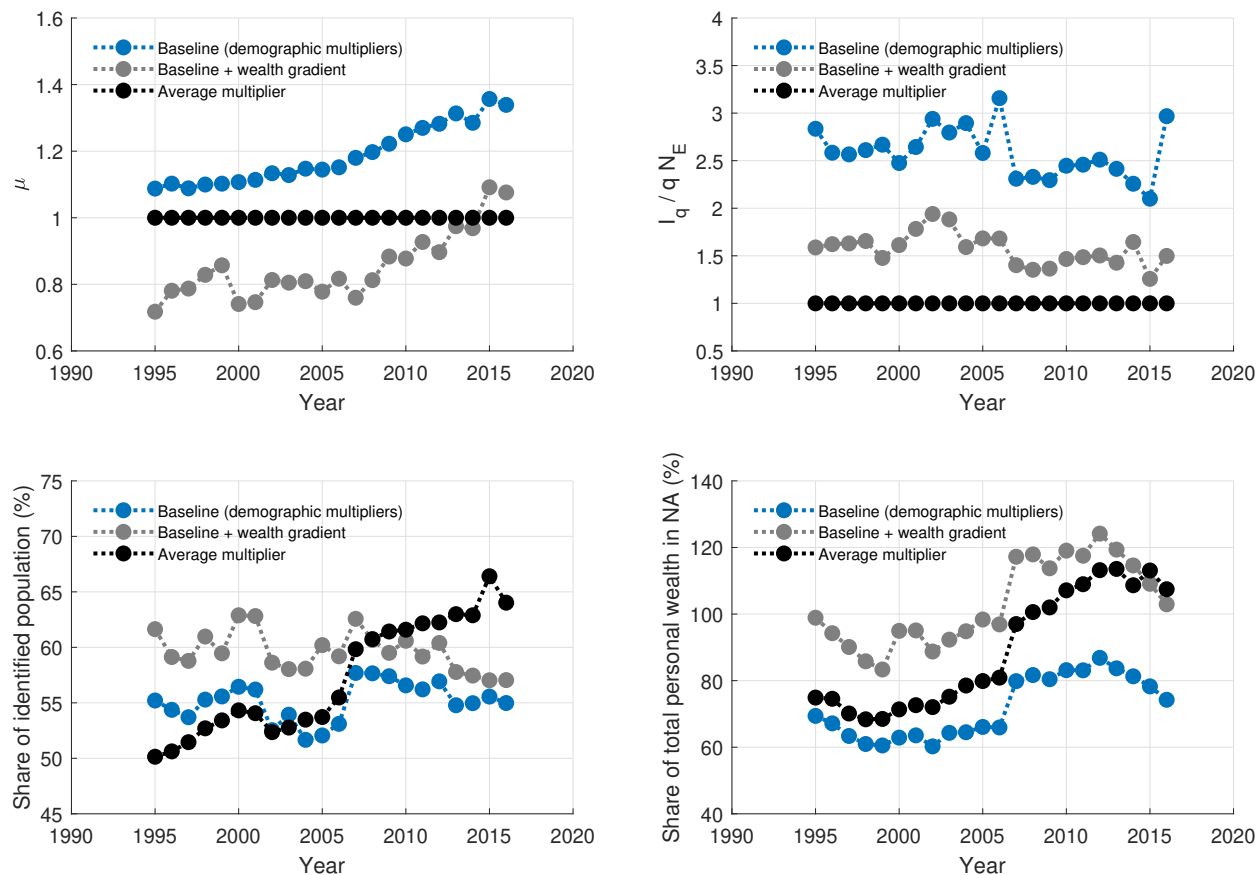 μ
1.6
1.4
1.2
1
0.8
0.6
1990
1995
2000
2005
2010
2015
2020
Year
Baseline (demographic multipliers)
Baseline + wealth gradient
Average multiplier
I_q / q N_E
4
3.5
3
2.5
2
1.5
1
0.5
1990
1995
2000
2005
2010
2015
2020
Year
Baseline (demographic multipliers)
Baseline + wealth gradient
Average multiplier
Share of identified population (%)
75
70
65
60
55
50
45
1990
1995
2000
2005
2010
2015
2020
Year
Baseline (demographic multipliers)
Baseline + wealth gradient
Average multiplier
Share of total personal wealth in NA (%)
140
120
100
80
60
40
1990
1995
2000
2005
2010
2015
2020
Year
Baseline (demographic multipliers)
Baseline + wealth gradient
Average multiplier